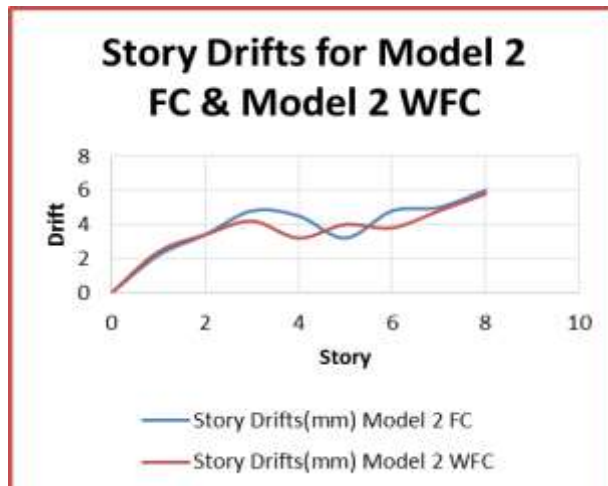 Story Drifts for Model 2
FC & Model 2 WFC
8
6
4
2
0
Drift
0 2 4 6 8 10
Story
Story Drifts(mm) Model 2 FC
Story Drifts(mm) Model 2 WFC